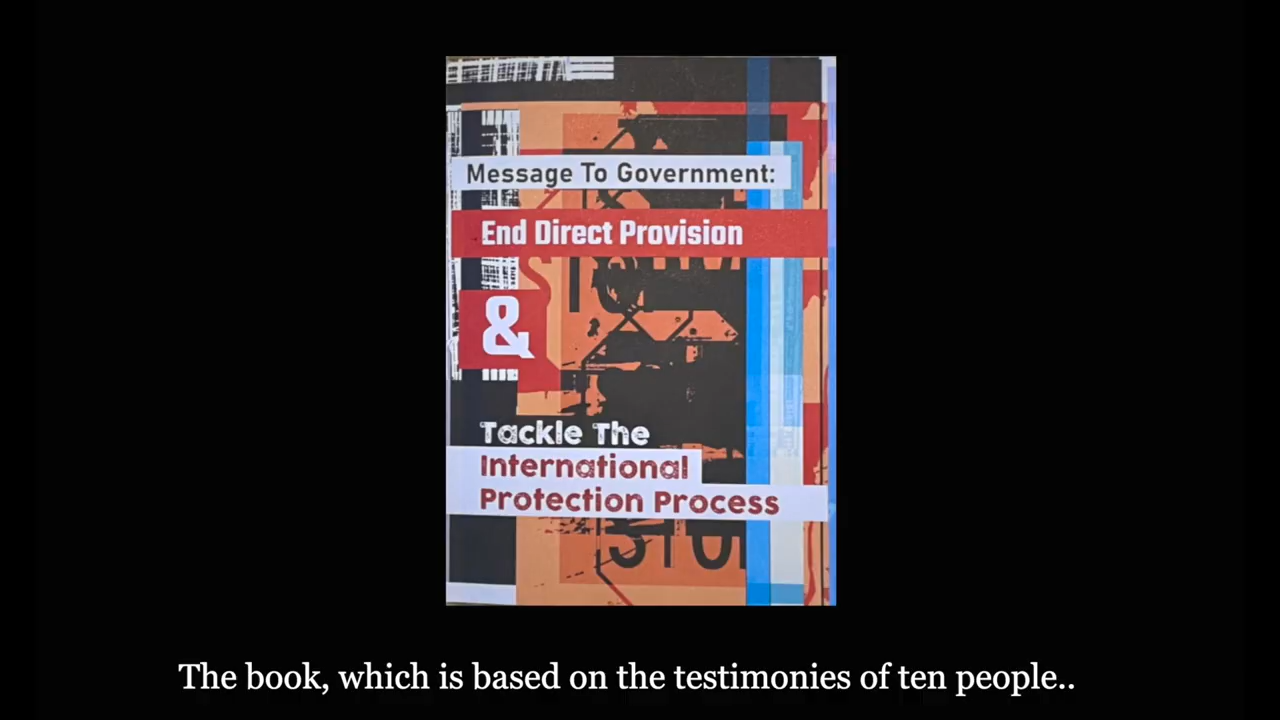 Message To Government:
End Direct Provision
&
Tackle The
International
Protection Process
The book, which is based on the testimonies of ten people..